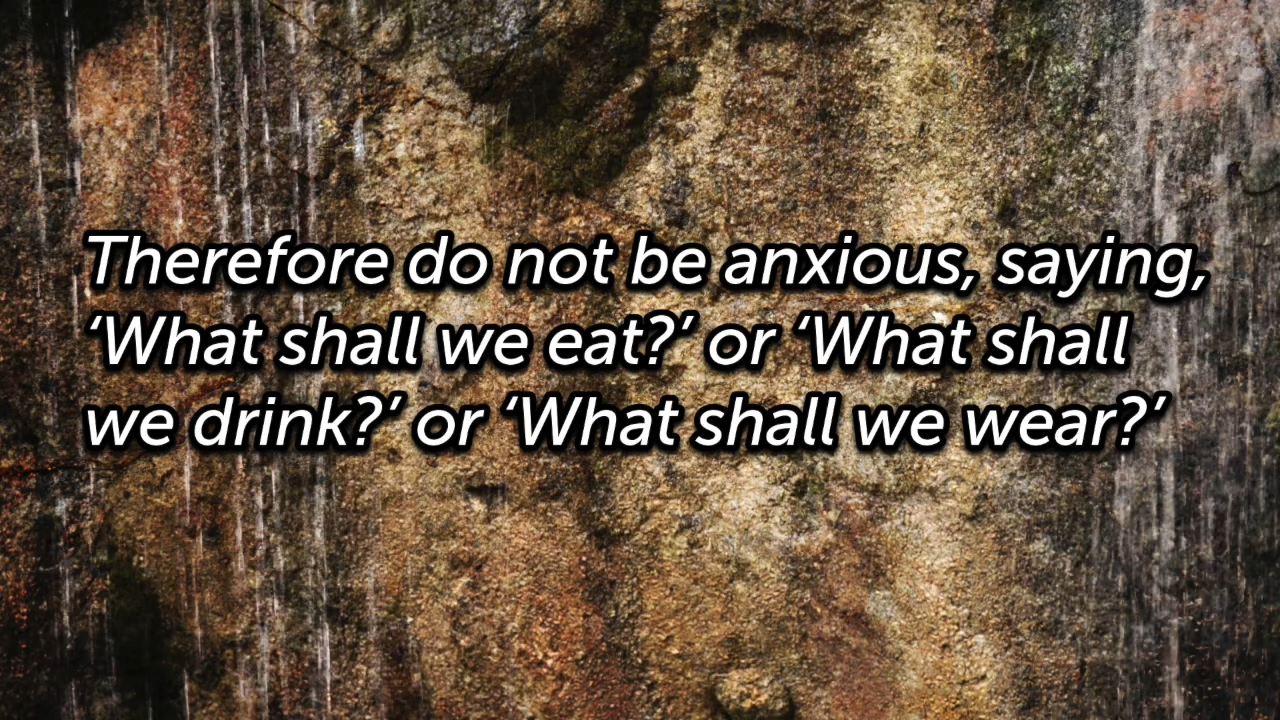 Therefore do not be anxious, saying,
‘What shall we eat?’ or ‘What shall
we drink?’ or ‘What shall we wear?’